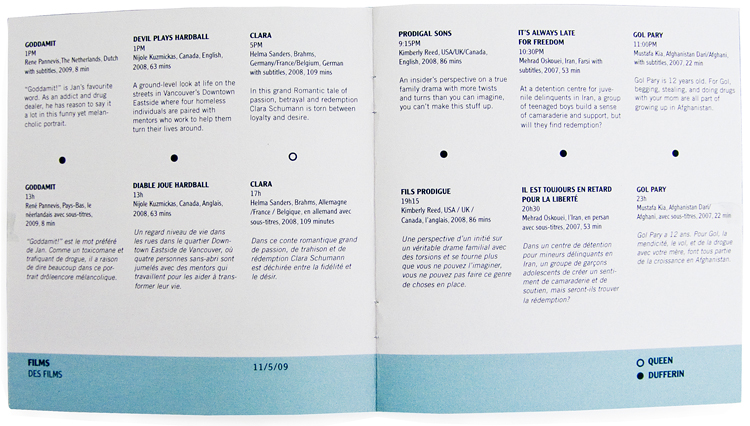 GODDAMIT
1PM
Rene Pannevis, The Netherlands, Dutch
with subtitles, 2009, 8 min
"Goddamit!" is Jan's favourite
word. As an addict and drug
dealer, he has reason to say it
a lot in this funny yet melan-
cholic portrait.
DEVIL PLAYS HARDBALL
1PM
Nijole Kuzmickas, Canada, English,
2008, 63 mins
A ground-level look at life on the
streets in Vancouver's Downtown
Eastside where four homeless
individuals are paired with
mentors who work to help them
turn their lives around.
CLARA
5PM
Helma Sanders, Brahms,
Germany/France/Belgium, German
with subtitles, 2008, 109 mins
In this grand Romantic tale of
passion, betrayal and redemption
Clara Schumann is torn between
loyalty and desire.
GODDAMIT
13h
René Pannevis, Pays-Bas, le
néerlandais avec sous-titres,
2009, 8 min
"Goddamit!" est le mot préféré
de Jan. Comme un toxicomane et
trafiquant de drogue, il a raison
de dire beaucoup dans ce por-
trait drôleencore mélancolique.
DIABLE JOUE HARDBALL
13h
Nijole Kuzmickas, Canada, Anglais,
2008, 63 mins
Un regard niveau de vie dans
les rues dans le quartier Down-
town Eastside de Vancouver, où
quatre personnes sans-abri sont
jumelés avec des mentors qui
travaillent pour les aider à trans-
former leur vie.
CLARA
17h
Helma Sanders, Brahms, Allemagne
/France / Belgique, en allemand avec
sous-titres, 2008, 109 minutes
Dans ce conte romantique grand
de passion, de trahison et de
rédemption Clara Schumann
est déchirée entre la fidélité et
le désir.
FILMS
DES FILMS
11/5/09
PRODIGAL SONS
9:15PM
Kimberly Reed, USA/UK/Canada,
English, 2008, 86 mins
An insider's perspective on a true
family drama with more twists
and turns than you can imagine,
you can't make this stuff up.
IT'S ALWAYS LATE
FOR FREEDOM
10:30PM
Mehrad Oskouei, Iran, Farsi with
subtitles, 2007, 53 min
At a detention centre for juve-
nile delinquents in Iran, a group
of teenaged boys build a sense
of camaraderie and support, but
will they find redemption?
GOL PARY
11:00PM
Mustafa Kia, Afghanistan Dari/Afghani,
with subtitles, 2007, 22 min
Gol Pary is 12 years old. For Gol,
begging, stealing, and doing drugs
with your mom are all part of
growing up in Afghanistan.
FILS PRODIGUE
19h15
Kimberly Reed, USA / UK /
Canada, l'anglais, 2008, 86 mins
Une perspective d'un initié sur
un véritable drame familial avec
des torsions et se tourne plus
que vous ne pouvez l'imaginer,
vous ne pouvez pas faire ce genre
de choses en place.
IL EST TOUJOURS EN RETARD
POUR LA LIBERTÉ
20h30
Mehrad Oskouei, l'Iran, en persan
avec sous-titres, 2007, 53 min
Dans un centre de détention
pour mineurs délinquants en
Iran, un groupe de garçons
adolescents de créer un senti-
ment de camaraderie et de
soutien, mais seront-ils trouver
la rédemption?
GOL PARY
23h
Mustafa Kia, Afghanistan Dari/
Afghani, avec sous-titres, 2007, 22 min
Gol Pary a 12 ans. Pour Gol, la
mendicité, le vol, et de la drogue
avec votre mère, font tous partie
de la croissance en Afghanistan.
QUEEN
DUFFERIN